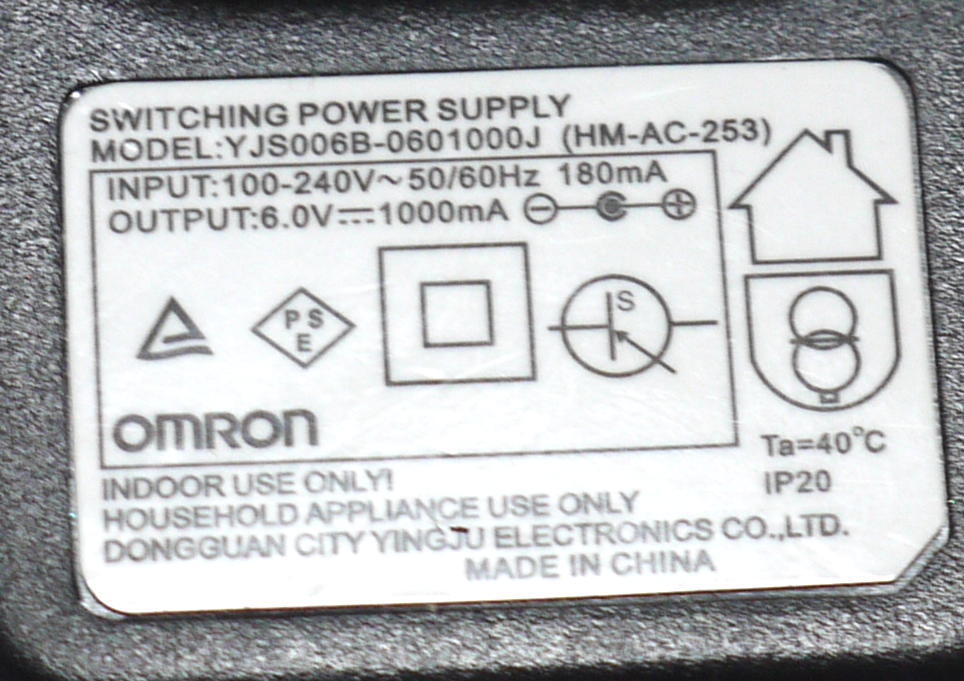 SWITCHING POWER SUPPLY
MODEL:YJS006B-0601000J (HM-AC-253)
INPUT:100-240V~50/60Hz 180mA
OUTPUT:6.0V⎓1000mA
P S
E
S
OMRON
Ta=40°C
IP20
INDOOR USE ONLY!
HOUSEHOLD APPLIANCE USE ONLY
DONGGUAN CITY YINGJU ELECTRONICS CO.,LTD.
MADE IN CHINA